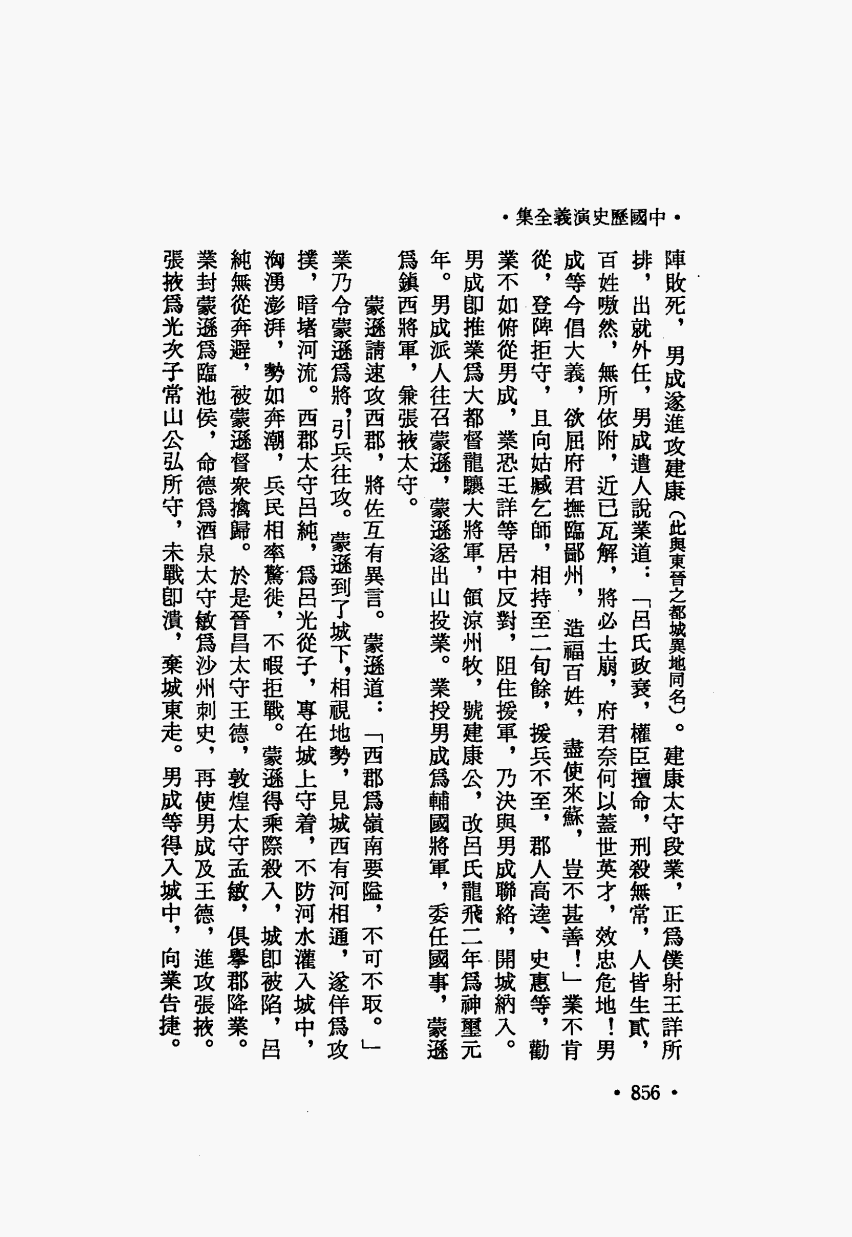 •中國歷史演義全集•
陣敗死，男成遂進攻建康（此與東晉之都城異地同名）。建康太守段業，正爲僕射王詳所
排，出就外任，男成遣人說業道：「呂氏政衰，權臣擅命，刑殺無常，人皆生貳，
百姓嗷然，無所依附，近已瓦解，將必土崩，府君奈何以蓋世英才，效忠危地！男
成等今倡大義，欲屈府君撫臨鄙州，造福百姓，盡使來蘇，豈不甚善！」業不肯
從，登陴拒守，且向姑臧乞師，相持至二旬餘，援兵不至，郡人高逵、史惠等，勸
業不如俯從男成，業恐王詳等居中反對，阻住援軍，乃決與男成聯絡，開城納入。
男成卽推業爲大都督龍驤大將軍，領涼州牧，號建康公，改呂氏龍飛二年爲神璽元
年。男成派人往召蒙遜，蒙遜遂出山投業。業授男成爲輔國將軍，委任國事，蒙遜
爲鎮西將軍，兼張掖太守。
蒙遜請速攻西郡，將佐互有異言。蒙遜道：「西郡爲嶺南要隘，不可不取。」
業乃令蒙遜爲將，引兵往攻。蒙遜到了城下，相視地勢，見城西有河相通，遂佯爲攻
撲，暗堵河流。西郡太守呂純，爲呂光從子，專在城上守着，不防河水灌入城中，
洶湧澎湃，勢如奔潮，兵民相率驚徙，不暇拒戰。蒙遜得乘際殺入，城卽被陷，呂
純無從奔避，被蒙遜督衆擒歸。於是晉昌太守王德，敦煌太守孟敏，俱舉郡降業。
業封蒙遜爲臨池侯，命德爲酒泉太守敏爲沙州刺史，再使男成及王德，進攻張掖。
張掖爲光次子常山公弘所守，未戰卽潰，棄城東走。男成等得入城中，向業告捷。
•856•